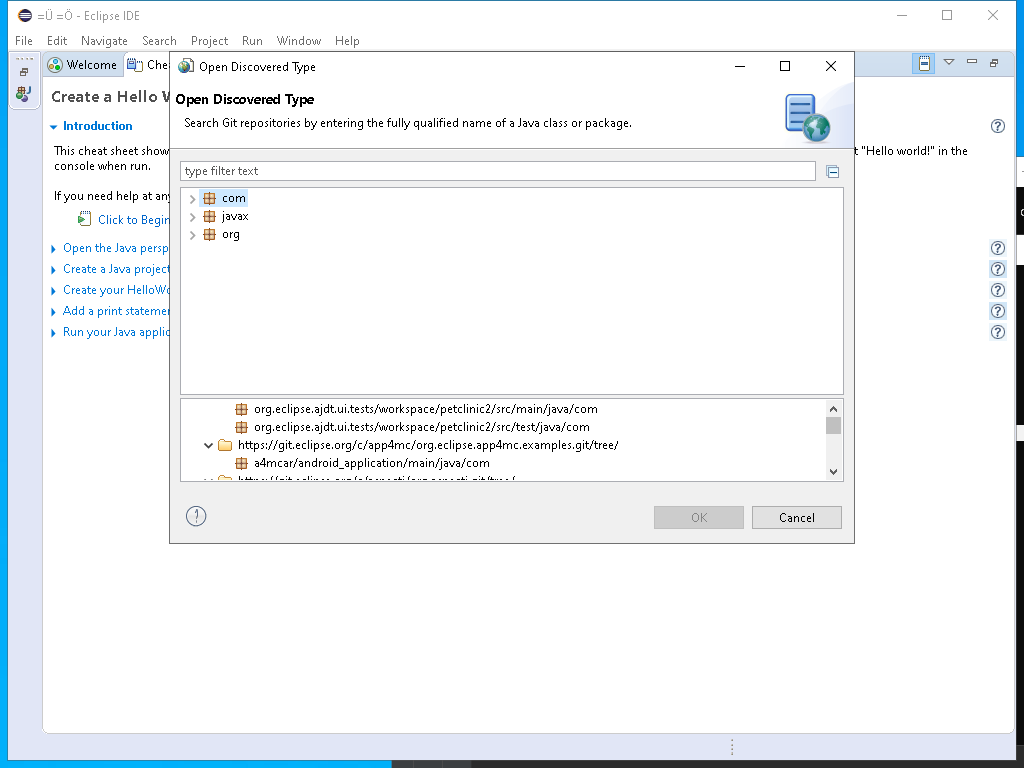 =Ü =Ö - Eclipse IDE
File Edit Navigate Search Project Run Window Help
Welcome
Open Discovered Type
Create a Hello
Open Discovered Type
Search Git repositories by entering the fully qualified name of a Java class or package.
Introduction
This cheat sheet show
t "Hello world!" in the
console when run.
type filter text
If you need help at any
com
Click to Begin
javax
org
Open the Java persp
Create a Java project
Create your HelloWo
Add a print statemen
Run your Java applic
org.eclipse.ajdt.ui.tests/workspace/petclinic2/src/main/java/com
org.eclipse.ajdt.ui.tests/workspace/petclinic2/src/test/java/com
https://git.eclipse.org/c/app4mc/org.eclipse.app4mc.examples.git/tree/
a4mcar/android_application/main/java/com
OK
Cancel